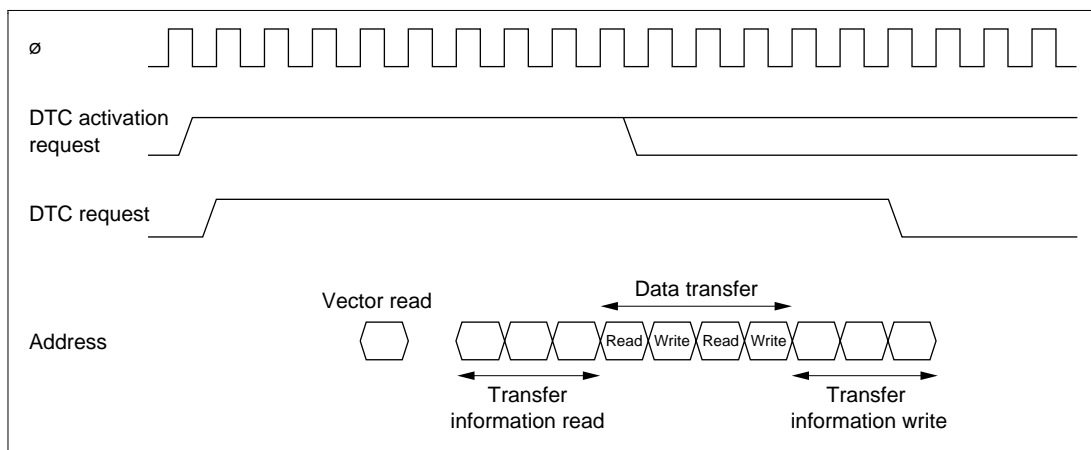 ø
DTC activation
request
DTC request
Data transfer
Vector read
Address
Read Write Read Write
Transfer
information read
Transfer
information write